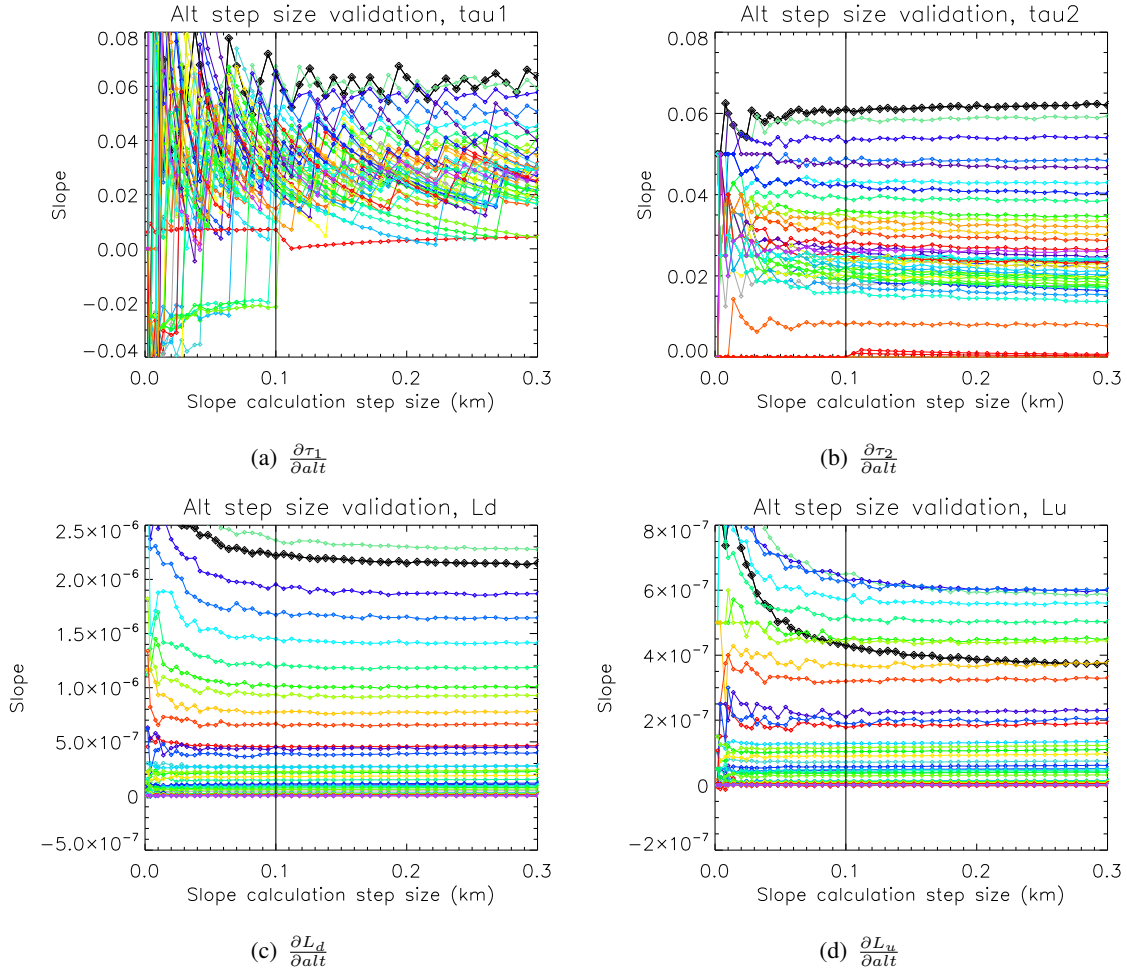 Alt step size validation, tau1
0.08
0.06
0.04
0.02
0.00
−0.02
−0.04
Slope
0.0 0.1 0.2 0.3
Slope calculation step size (km)
(a) ∂τ₁/∂alt
Alt step size validation, tau2
0.08
0.06
0.04
0.02
0.00
Slope
0.0 0.1 0.2 0.3
Slope calculation step size (km)
(b) ∂τ₂/∂alt
Alt step size validation, Ld
2.5×10⁻⁶
2.0×10⁻⁶
1.5×10⁻⁶
1.0×10⁻⁶
5.0×10⁻⁷
0
−5.0×10⁻⁷
Slope
0.0 0.1 0.2 0.3
Slope calculation step size (km)
(c) ∂L_d/∂alt
Alt step size validation, Lu
8×10⁻⁷
6×10⁻⁷
4×10⁻⁷
2×10⁻⁷
0
−2×10⁻⁷
Slope
0.0 0.1 0.2 0.3
Slope calculation step size (km)
(d) ∂L_u/∂alt